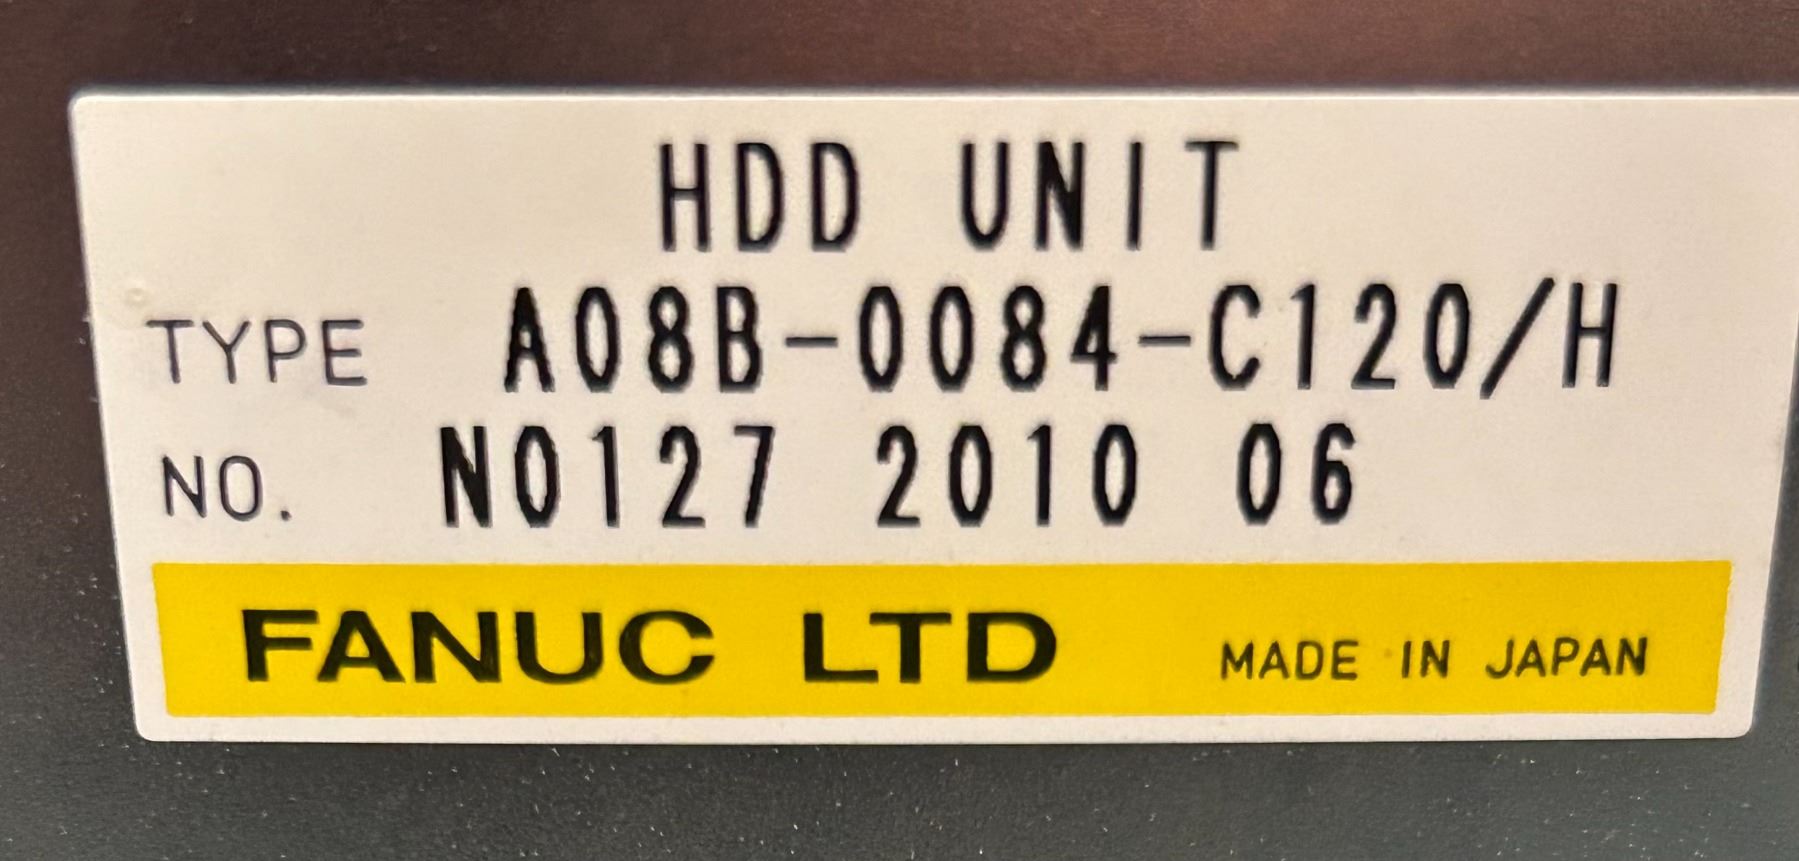 HDD UNIT
TYPE A08B-0084-C120/H
NO. N0127 2010 06
FANUC LTD MADE IN JAPAN